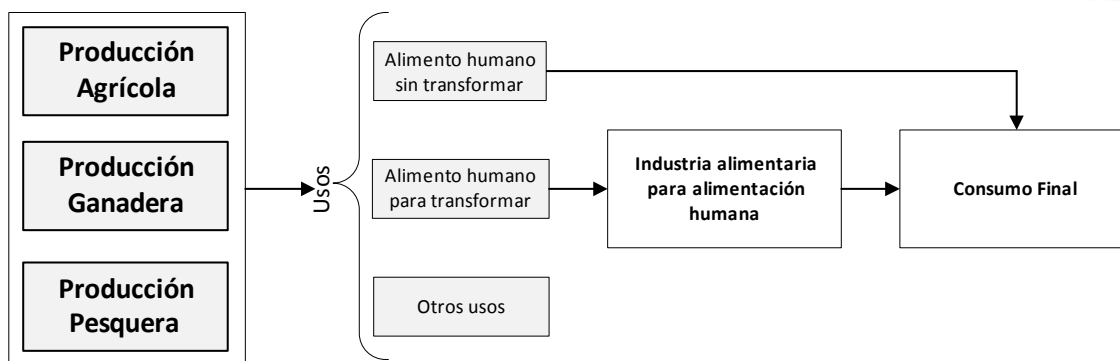 Producción
Agrícola
Producción
Ganadera
Producción
Pesquera
Usos
Alimento humano
sin transformar
Alimento humano
para transformar
Otros usos
Industria alimentaria
para alimentación
humana
Consumo Final